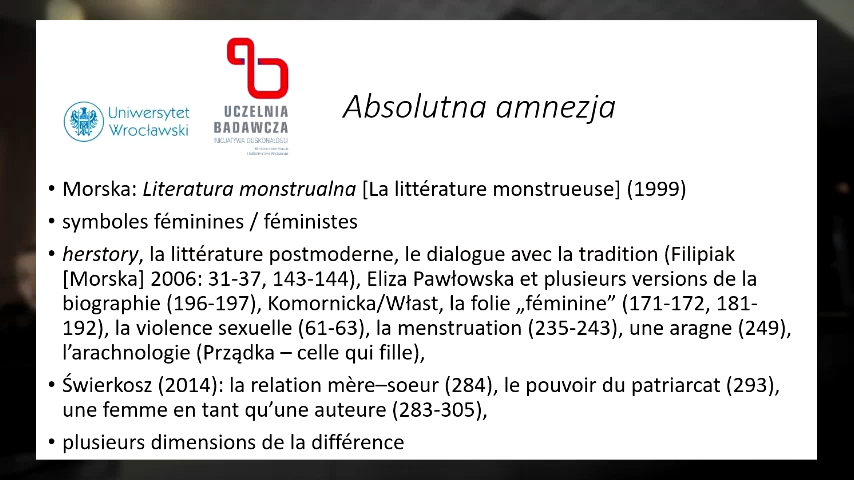 Uniwersytet
Wrocławski
UCZELNIA
BADAWCZA
INICJATYWA DOSKONAŁOŚCI
Absolutna amnezja
• Morska: Literatura monstrualna [La littérature monstrueuse] (1999)
• symboles féminines / féministes
• herstory, la littérature postmoderne, le dialogue avec la tradition (Filipiak
[Morska] 2006: 31-37, 143-144), Eliza Pawłowska et plusieurs versions de la
biographie (196-197), Komornicka/Włast, la folie „féminine” (171-172, 181-
192), la violence sexuelle (61-63), la menstruation (235-243), une aragne (249),
l’arachnologie (Prządka – celle qui fille),
• Świerkosz (2014): la relation mère–soeur (284), le pouvoir du patriarcat (293),
une femme en tant qu’une auteure (283-305),
• plusieurs dimensions de la différence